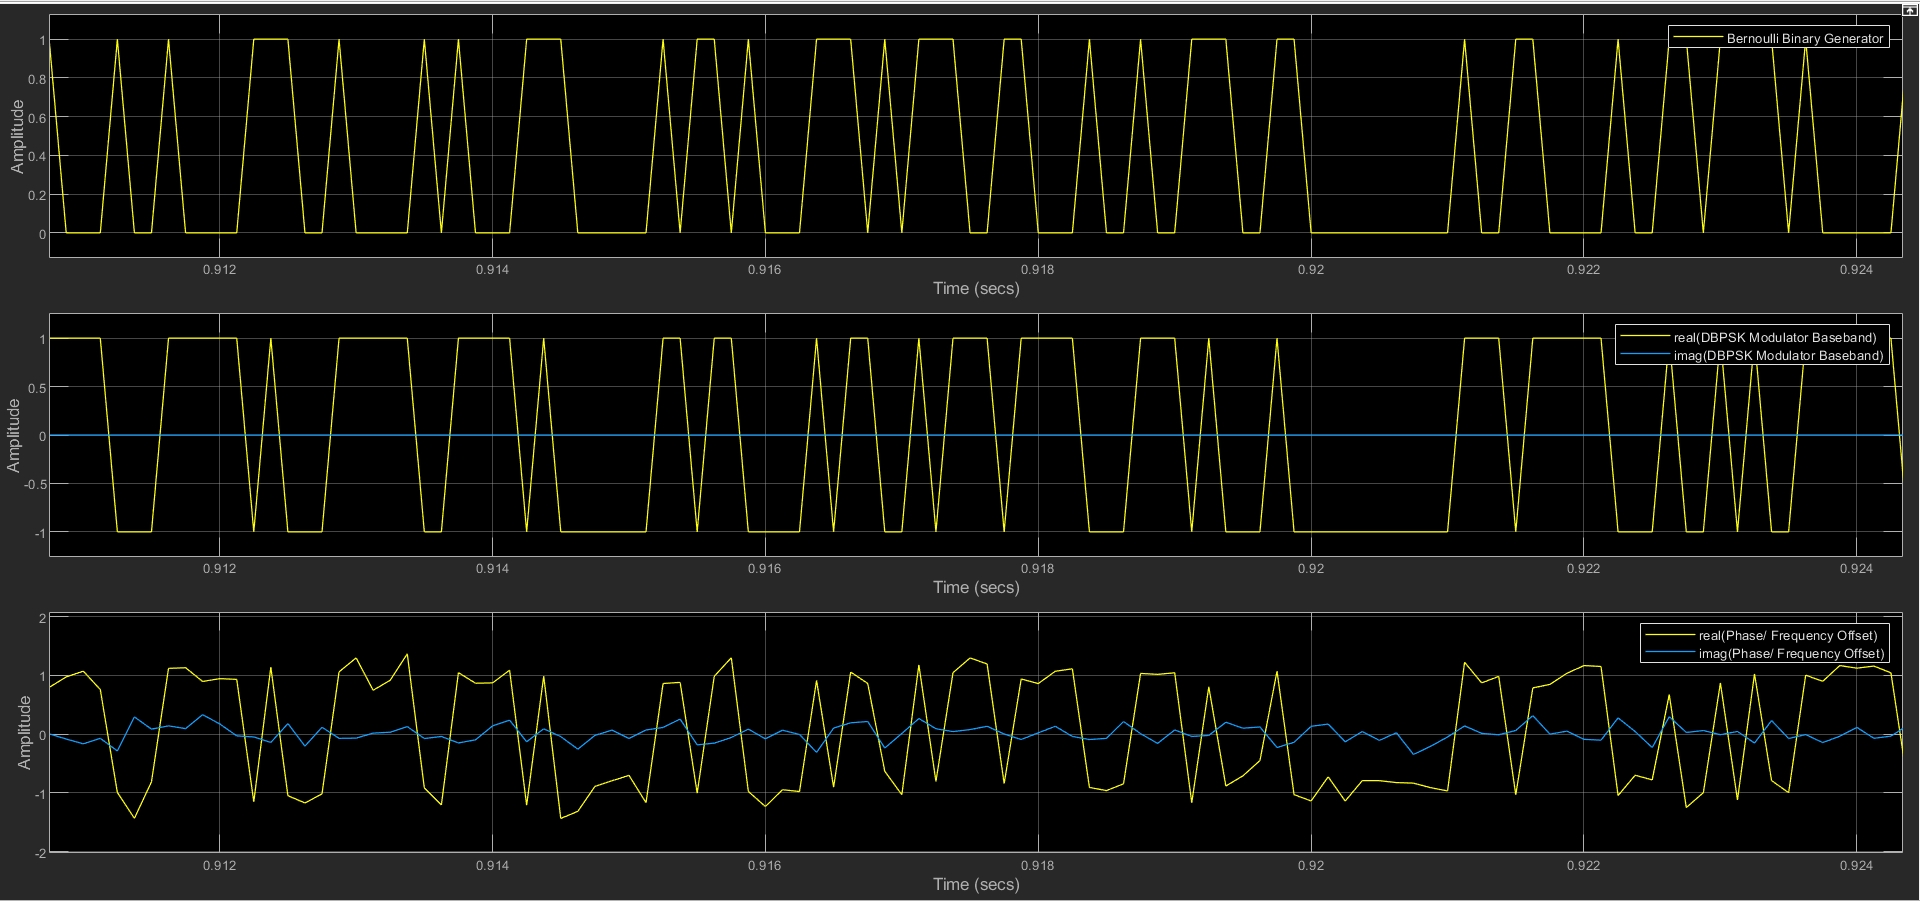 Bernoulli Binary Generator
Amplitude
1
0.8
0.6
0.4
0.2
0
0.912 0.914 0.916 0.918 0.92 0.922 0.924
Time (secs)
real(DBPSK Modulator Baseband)
imag(DBPSK Modulator Baseband)
Amplitude
1
0.5
0
-0.5
-1
0.912 0.914 0.916 0.918 0.92 0.922 0.924
Time (secs)
real(Phase/ Frequency Offset)
imag(Phase/ Frequency Offset)
Amplitude
2
1
0
-1
-2
0.912 0.914 0.916 0.918 0.92 0.922 0.924
Time (secs)